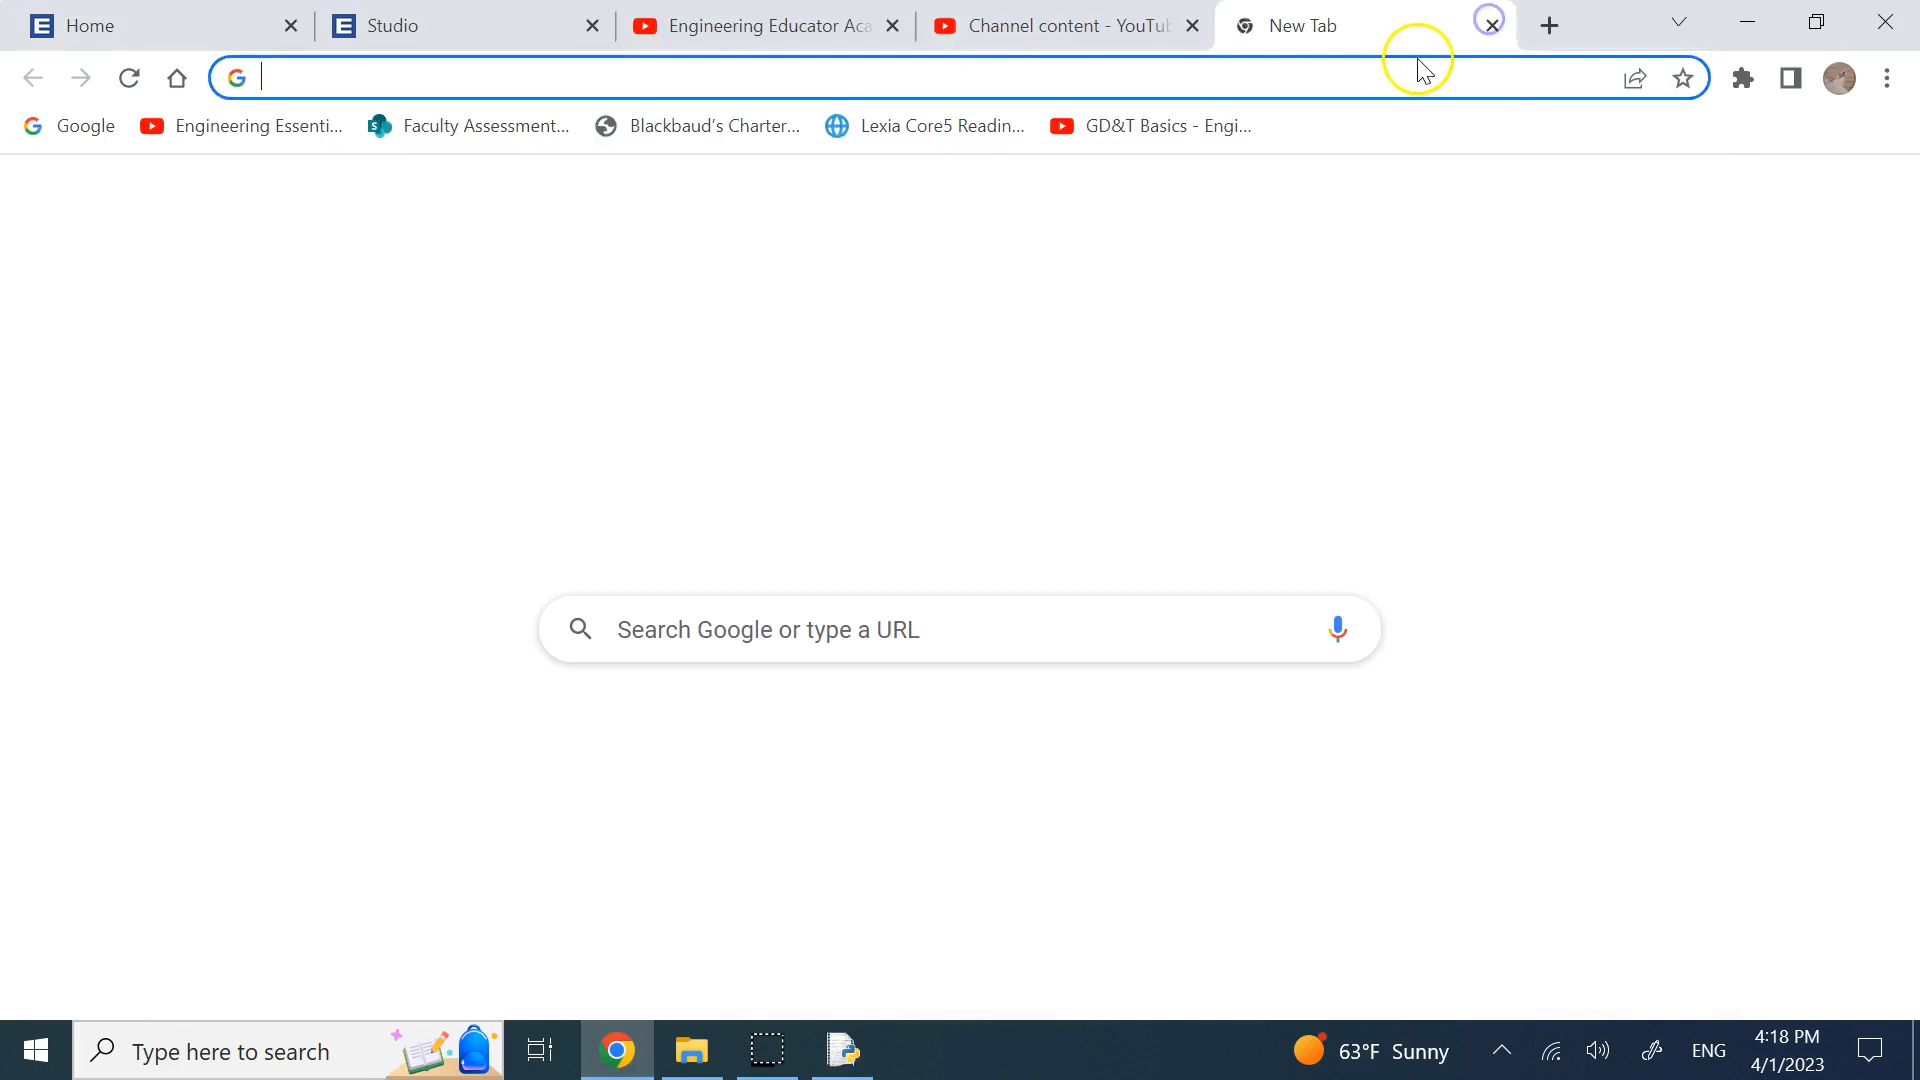 Home
Studio
Engineering Educator Aca
Channel content - YouTub
New Tab
Google
Engineering Essenti...
Faculty Assessment...
Blackbaud's Charter...
Lexia Core5 Readin...
GD&T Basics - Engi...
Search Google or type a URL
Type here to search
63°F Sunny
ENG
4:18 PM
4/1/2023